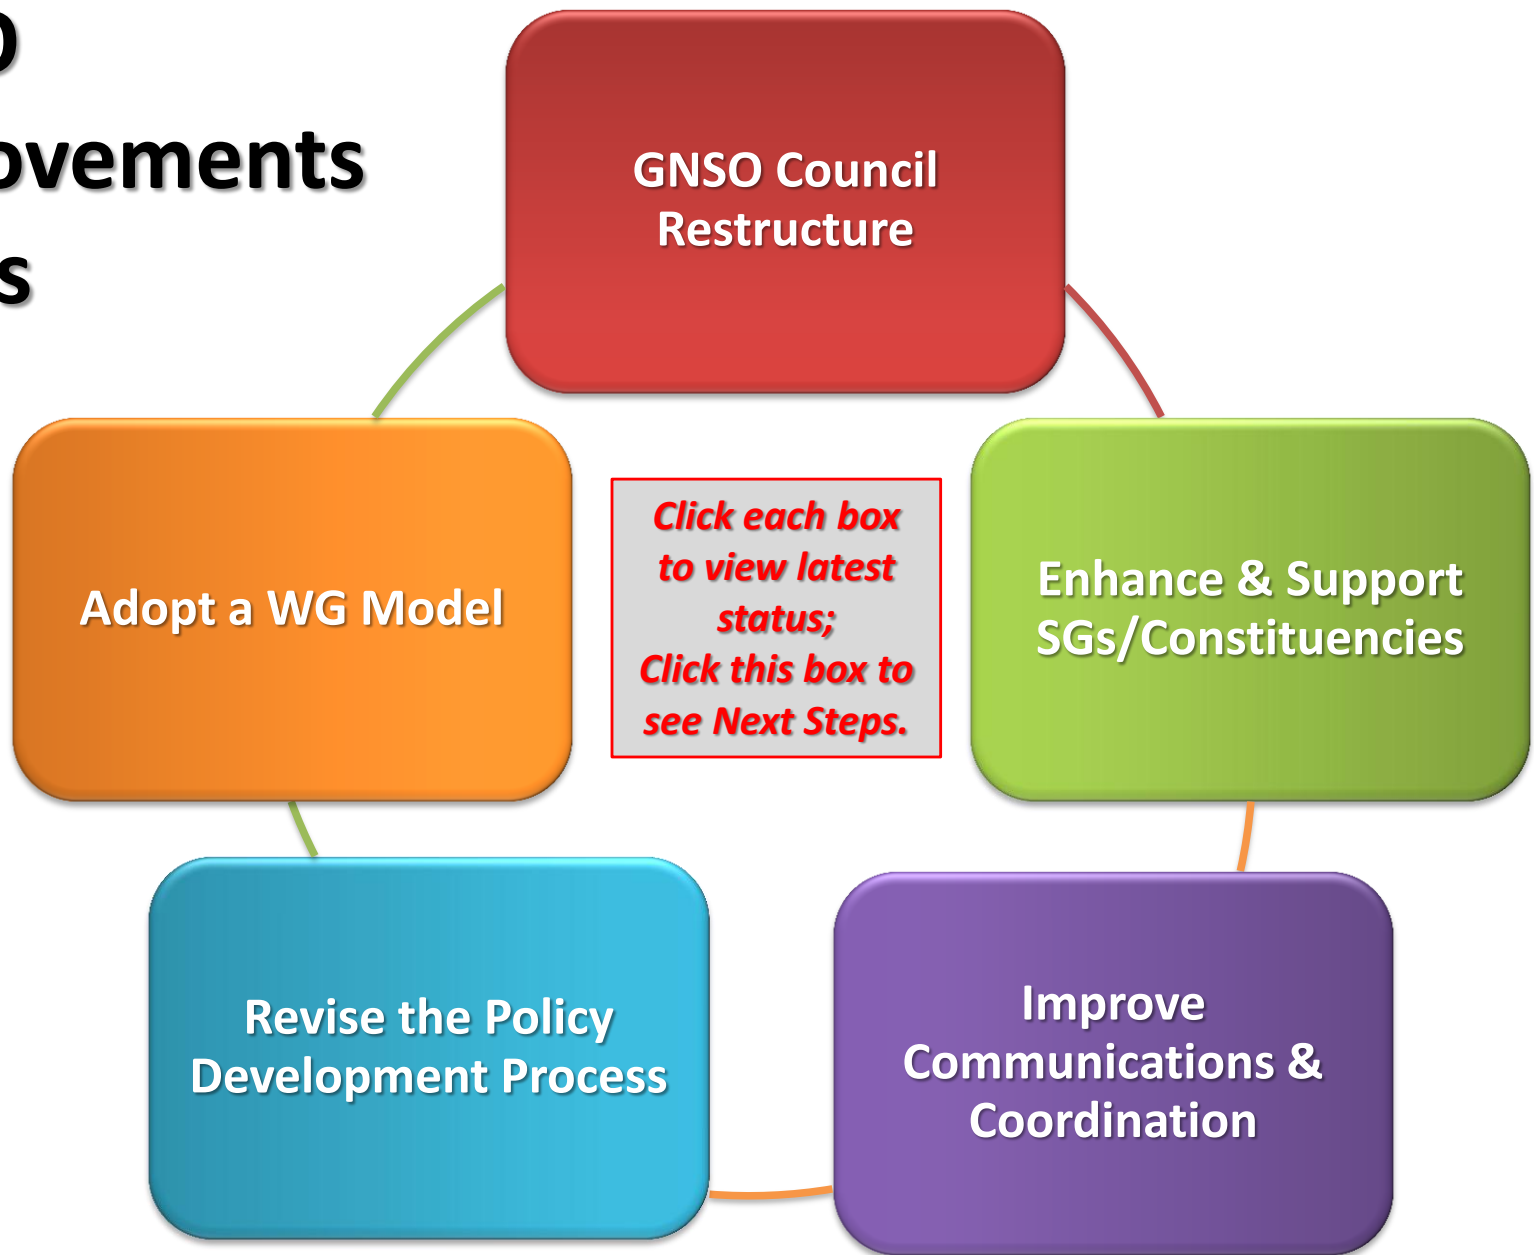 GNSO Council
Restructure
Adopt a WG Model
Click each box
to view latest
status;
Click this box to
see Next Steps.
Enhance & Support
SGs/Constituencies
Revise the Policy
Development Process
Improve
Communications &
Coordination